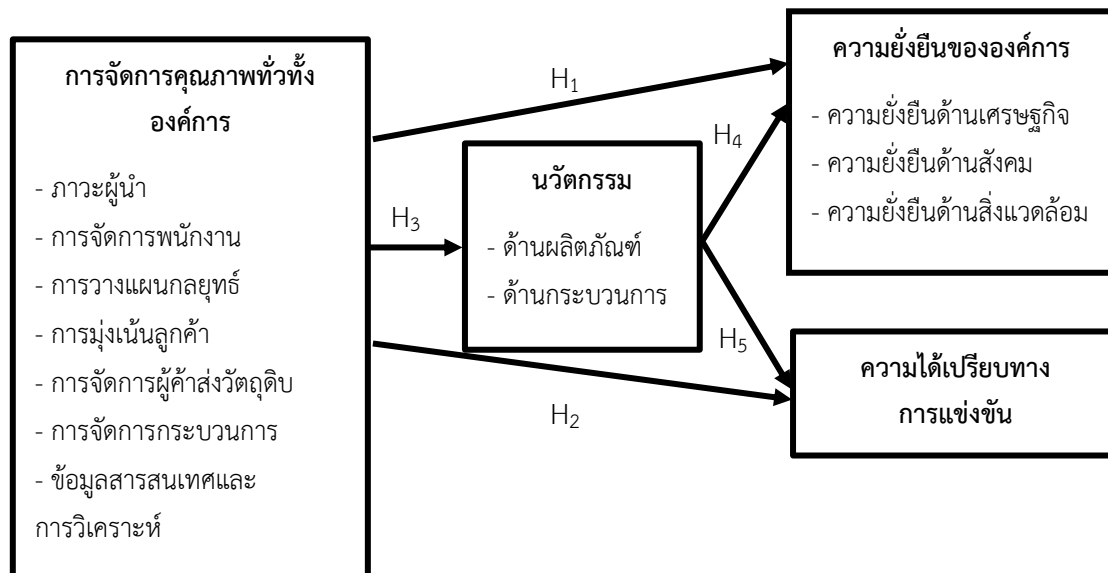 การจัดการคุณภาพทั่วทั้ง
องค์การ
- ภาวะผู้นำ
- การจัดการพนักงาน
- การวางแผนกลยุทธ์
- การมุ่งเน้นลูกค้า
- การจัดการผู้ค้าส่งวัตถุดิบ
- การจัดการกระบวนการ
- ข้อมูลสารสนเทศและ
การวิเคราะห์
H1
H3
H2
นวัตกรรม
- ด้านผลิตภัณฑ์
- ด้านกระบวนการ
H4
H5
ความยั่งยืนขององค์การ
- ความยั่งยืนด้านเศรษฐกิจ
- ความยั่งยืนด้านสังคม
- ความยั่งยืนด้านสิ่งแวดล้อม
ความได้เปรียบทาง
การแข่งขัน